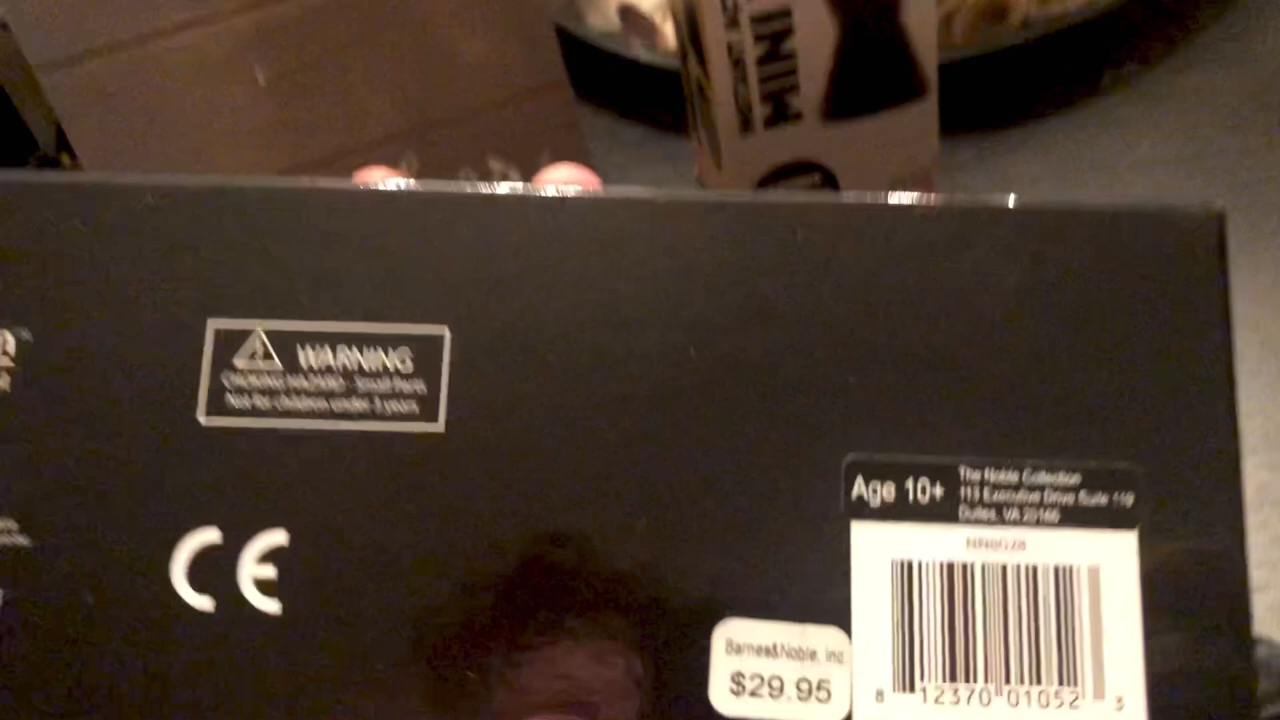 MINI
WARNING
CHOKING HAZARD - Small Parts
Not for children under 3 years
CE
Age 10+
The Noble Collection
113 Executive Drive Suite 119
Dulles, VA 20166
NN8028
Barnes&Noble, Inc.
$29.95
8 12370 01052 3